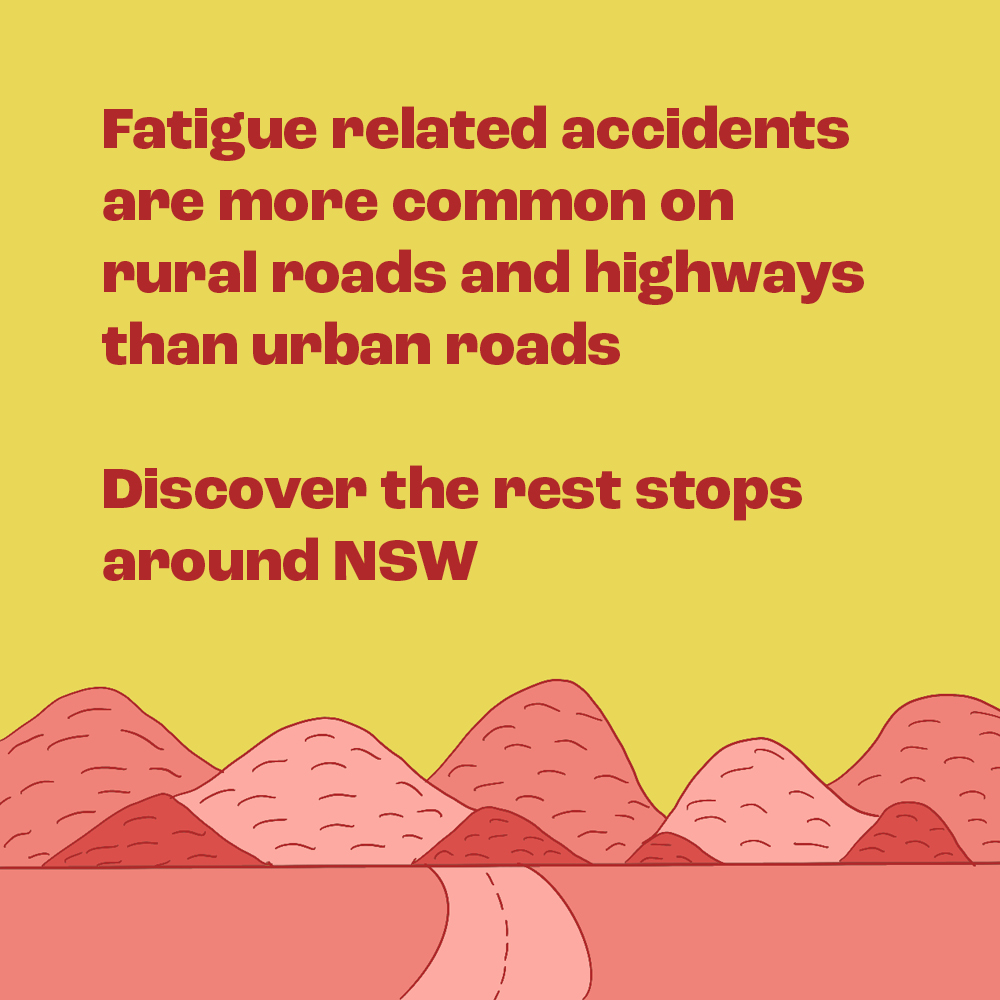 Fatigue related accidents
are more common on
rural roads and highways
than urban roads
Discover the rest stops
around NSW